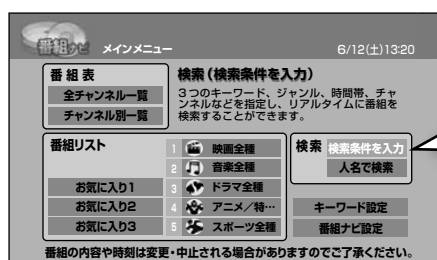 番組ナビ メインメニュー 6/12(土)13:20
番組表
全チャンネル一覧
チャンネル別一覧
検索(検索条件を入力)
3つのキーワード、ジャンル、時間帯、チャ
ンネルなどを指定し、リアルタイムに番組を
検索することができます。
番組リスト
お気に入り1
お気に入り2
お気に入り3
1 映画全種
2 音楽全種
3 ドラマ全種
4 アニメ/特…
5 スポーツ全種
検索 検索条件を入力
人名で検索
キーワード設定
番組ナビ設定
番組の内容や時刻は変更・中止される場合がありますのでご了承ください。